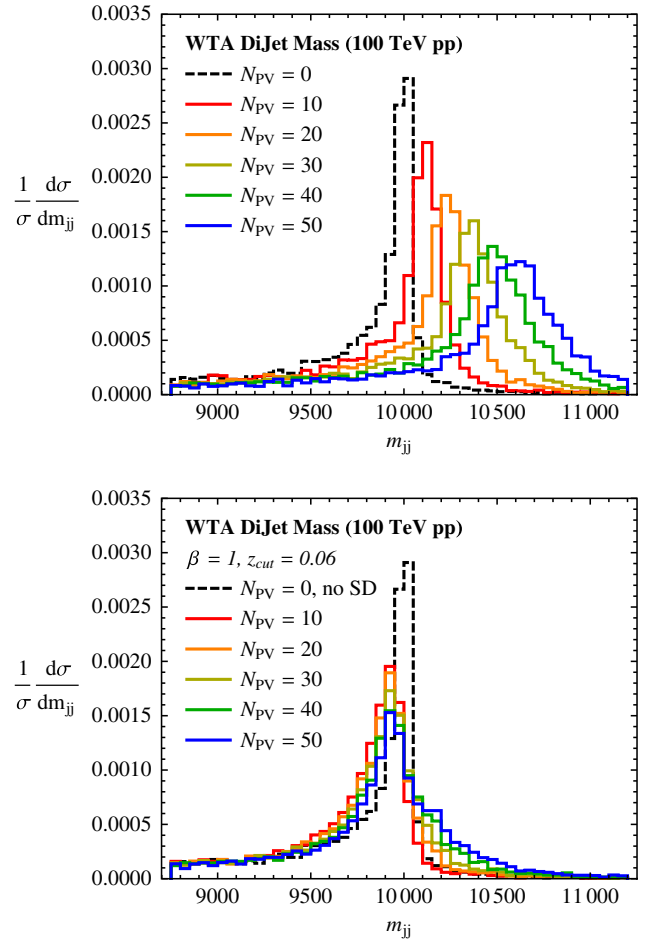 WTA DiJet Mass (100 TeV pp)
N_PV = 0
N_PV = 10
N_PV = 20
N_PV = 30
N_PV = 40
N_PV = 50
0.0035
0.0030
0.0025
0.0020
0.0015
0.0010
0.0005
0.0000
1/σ dσ/dm_jj
9000 9500 10000 10500 11000
m_jj
WTA DiJet Mass (100 TeV pp)
β = 1, z_cut = 0.06
N_PV = 0, no SD
N_PV = 10
N_PV = 20
N_PV = 30
N_PV = 40
N_PV = 50
0.0035
0.0030
0.0025
0.0020
0.0015
0.0010
0.0005
0.0000
1/σ dσ/dm_jj
9000 9500 10000 10500 11000
m_jj